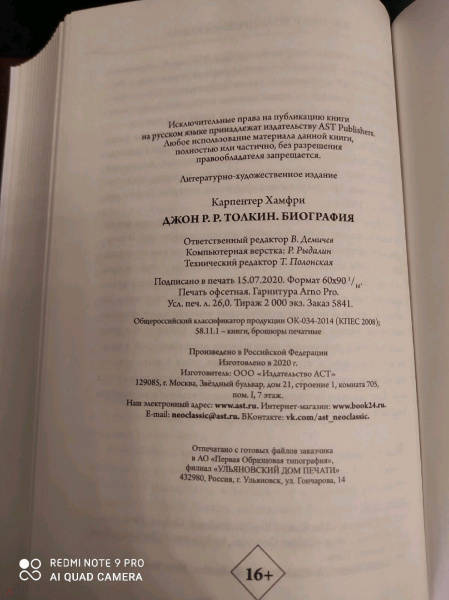 Исключительные права на публикацию книги
на русском языке принадлежат издательству AST Publishers.
Любое использование материала данной книги,
полностью или частично, без разрешения
правообладателя запрещается.
Литературно-художественное издание
Карпентер Хамфри
ДЖОН Р. Р. ТОЛКИН. БИОГРАФИЯ
Ответственный редактор В. Демичев
Компьютерная верстка: Р. Рыдалин
Технический редактор Т. Полонская
Подписано в печать 15.07.2020. Формат 60x90 1/16.
Печать офсетная. Гарнитура Arno Pro.
Усл. печ. л. 26,0. Тираж 2 000 экз. Заказ 5841.
Общероссийский классификатор продукции ОК-034-2014 (КПЕС 2008);
58.11.1 – книги, брошюры печатные
Произведено в Российской Федерации
Изготовлено в 2020 г.
Изготовитель: ООО «Издательство АСТ»
129085, г. Москва, Звёздный бульвар, дом 21, строение 1, комната 705,
пом. I, 7 этаж.
Наш электронный адрес: www.ast.ru. Интернет-магазин: www.book24.ru.
E-mail: neoclassic@ast.ru. ВКонтакте: vk.com/ast_neoclassic.
Отпечатано с готовых файлов заказчика
в АО «Первая Образцовая типография»,
филиал «УЛЬЯНОВСКИЙ ДОМ ПЕЧАТИ»
432980, Россия, г. Ульяновск, ул. Гончарова, 14
16+
REDMI NOTE 9 PRO
AI QUAD CAMERA